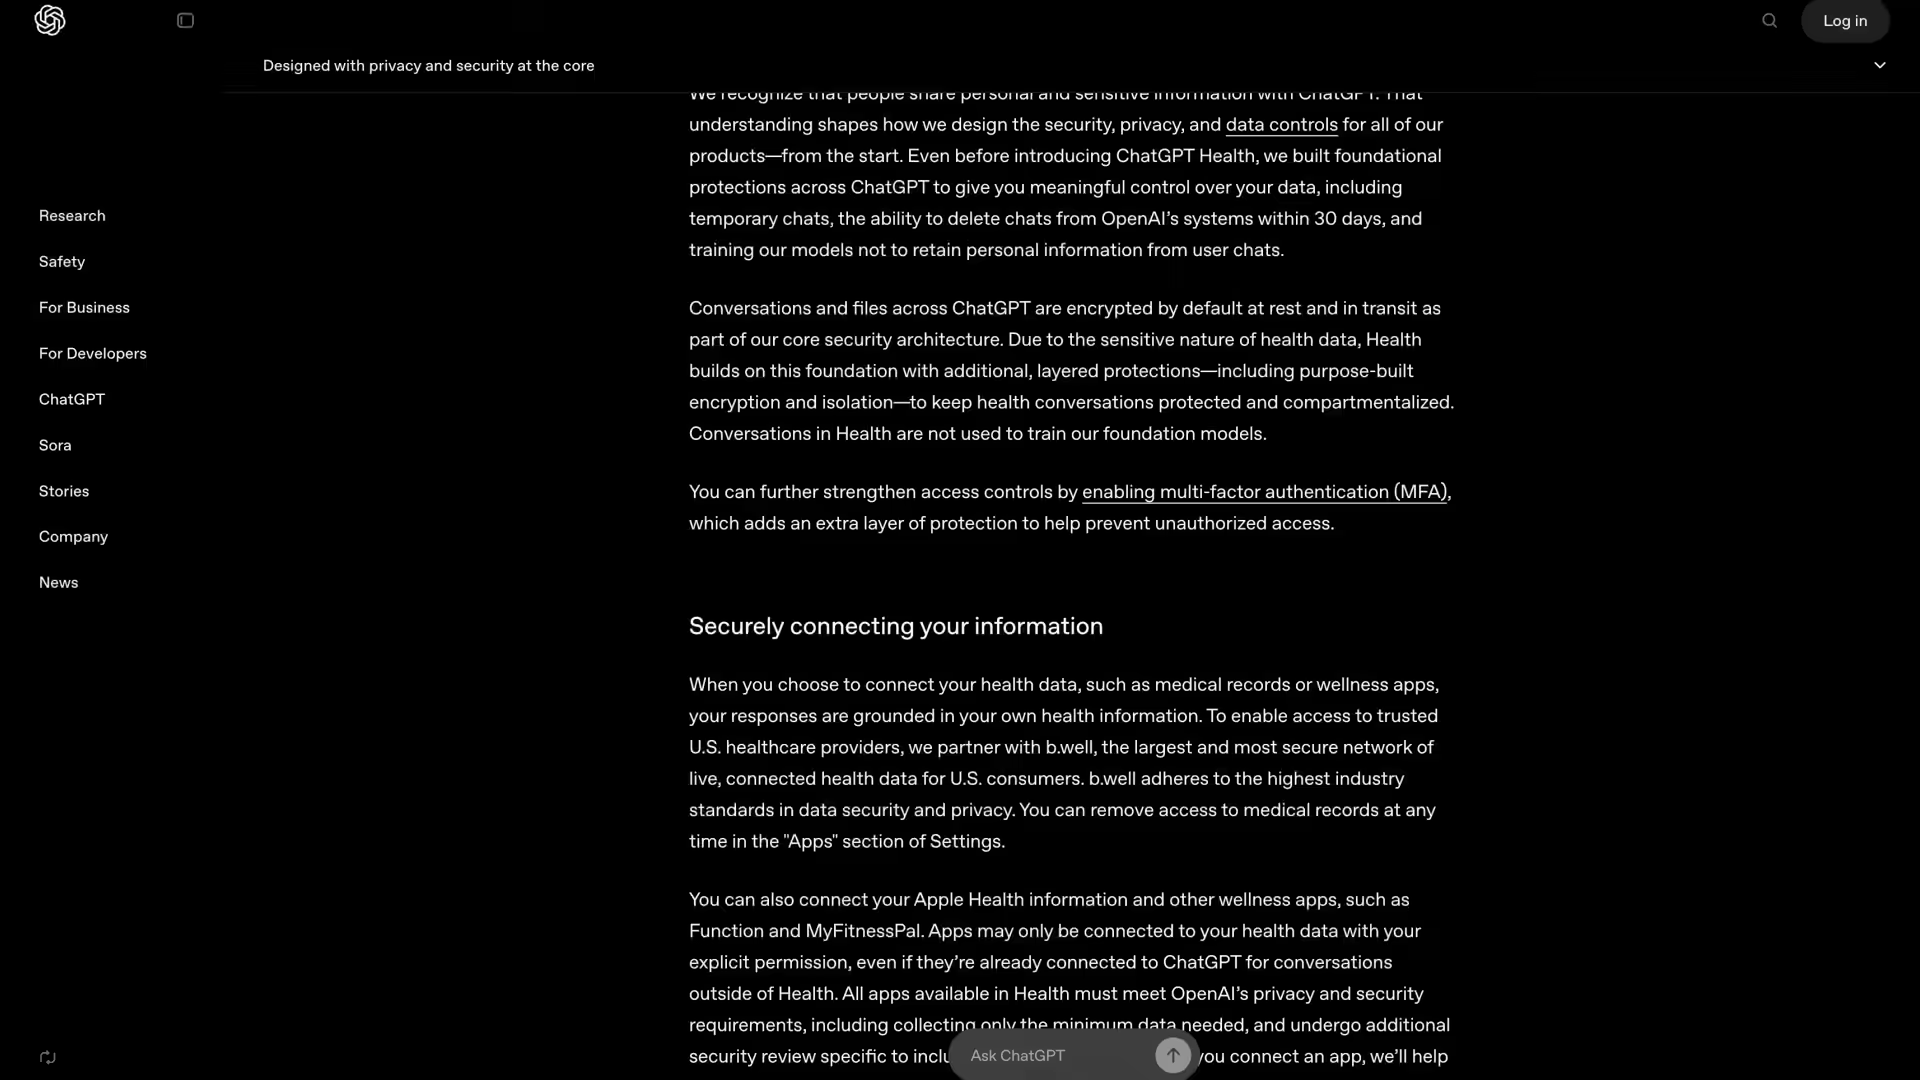 Log in
Designed with privacy and security at the core
Research
Safety
For Business
For Developers
ChatGPT
Sora
Stories
Company
News
We recognize that people share personal and sensitive information with ChatGPT. That
understanding shapes how we design the security, privacy, and data controls for all of our
products—from the start. Even before introducing ChatGPT Health, we built foundational
protections across ChatGPT to give you meaningful control over your data, including
temporary chats, the ability to delete chats from OpenAI’s systems within 30 days, and
training our models not to retain personal information from user chats.
Conversations and files across ChatGPT are encrypted by default at rest and in transit as
part of our core security architecture. Due to the sensitive nature of health data, Health
builds on this foundation with additional, layered protections—including purpose-built
encryption and isolation—to keep health conversations protected and compartmentalized.
Conversations in Health are not used to train our foundation models.
You can further strengthen access controls by enabling multi-factor authentication (MFA),
which adds an extra layer of protection to help prevent unauthorized access.
Securely connecting your information
When you choose to connect your health data, such as medical records or wellness apps,
your responses are grounded in your own health information. To enable access to trusted
U.S. healthcare providers, we partner with b.well, the largest and most secure network of
live, connected health data for U.S. consumers. b.well adheres to the highest industry
standards in data security and privacy. You can remove access to medical records at any
time in the "Apps" section of Settings.
You can also connect your Apple Health information and other wellness apps, such as
Function and MyFitnessPal. Apps may only be connected to your health data with your
explicit permission, even if they’re already connected to ChatGPT for conversations
outside of Health. All apps available in Health must meet OpenAI’s privacy and security
requirements, including collecting only the minimum data needed, and undergo additional
security review specific to you connect an app, we’ll help
Ask ChatGPT